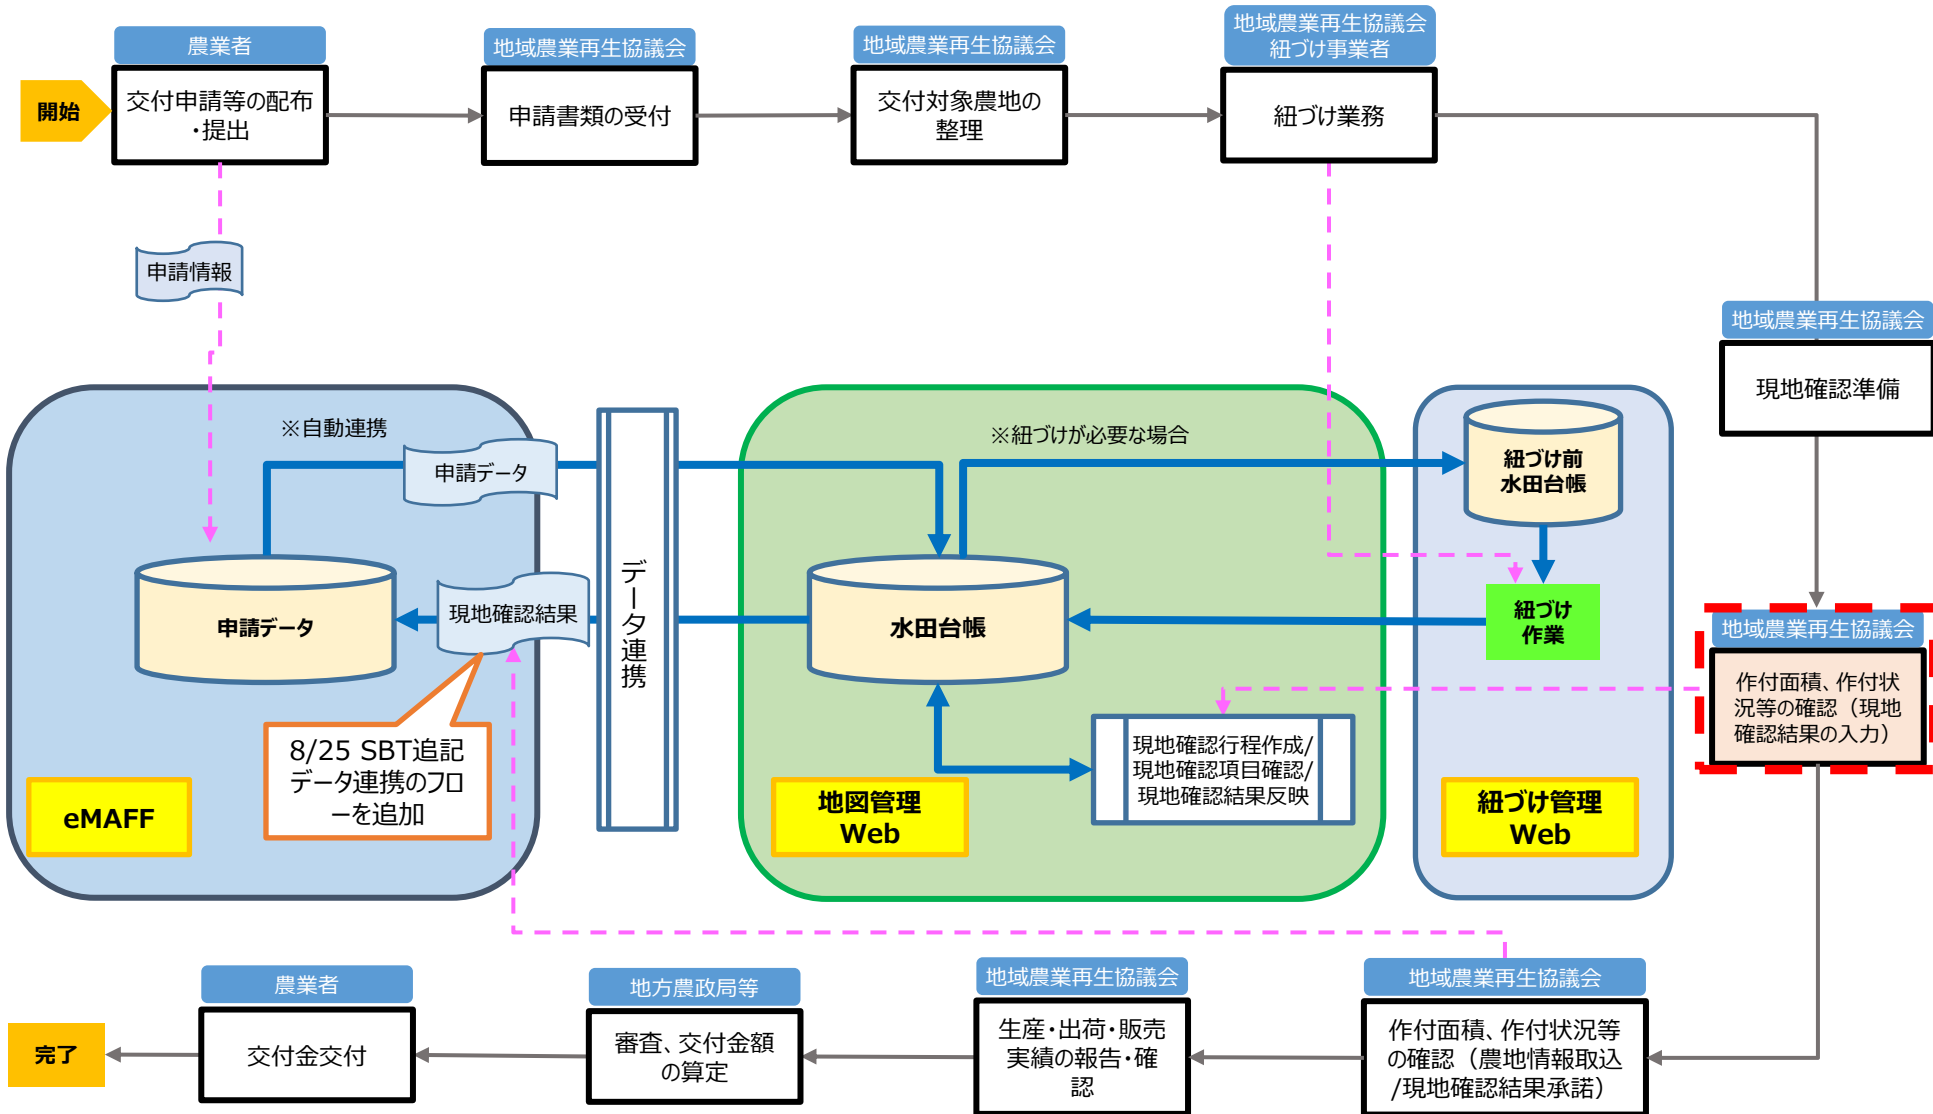 農業者
地域農業再生協議会
地域農業再生協議会
地域農業再生協議会
紐づけ事業者
開始
交付申請等の配布
・提出
申請書類の受付
交付対象農地の
整理
紐づけ業務
申請情報
地域農業再生協議会
現地確認準備
※自動連携
申請データ
データ連携
※紐づけが必要な場合
紐づけ前
水田台帳
申請データ
現地確認結果
水田台帳
紐づけ
作業
地域農業再生協議会
作付面積、作付状
況等の確認（現地
確認結果の入力）
8/25 SBT追記
データ連携のフロ
ーを追加
現地確認行程作成/
現地確認項目確認/
現地確認結果反映
eMAFF
地図管理
Web
紐づけ管理
Web
農業者
地方農政局等
地域農業再生協議会
地域農業再生協議会
完了
交付金交付
審査、交付金額
の算定
生産・出荷・販売
実績の報告・確
認
作付面積、作付状況等
の確認（農地情報取込
/現地確認結果承諾）